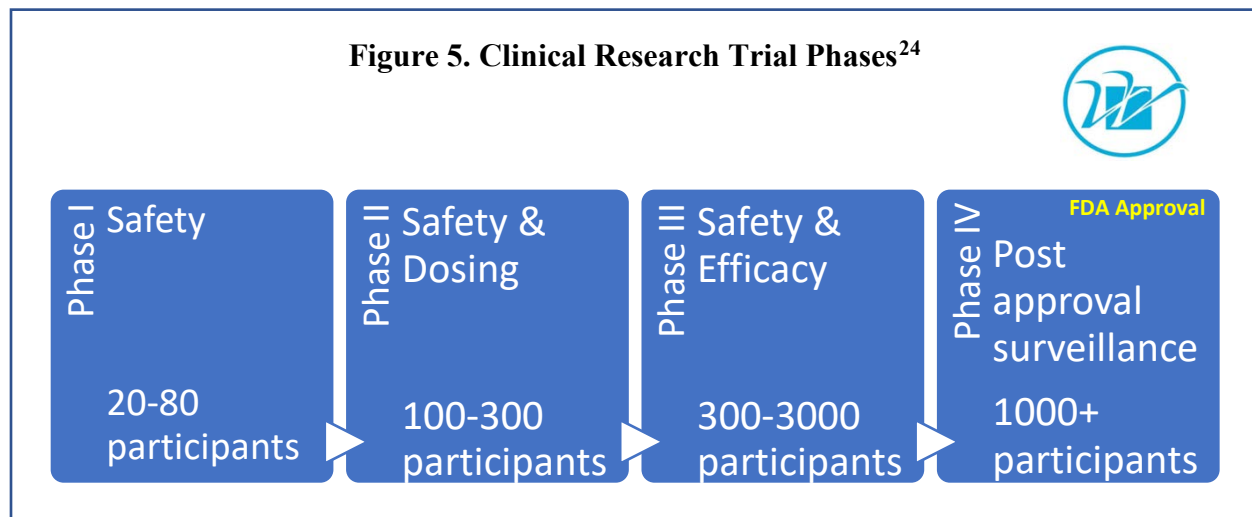 Figure 5. Clinical Research Trial Phases24
Phase I
Safety
20-80
participants
Phase II
Safety &
Dosing
100-300
participants
Phase III
Safety &
Efficacy
300-3000
participants
Phase IV
FDA Approval
Post
approval
surveillance
1000+
participants